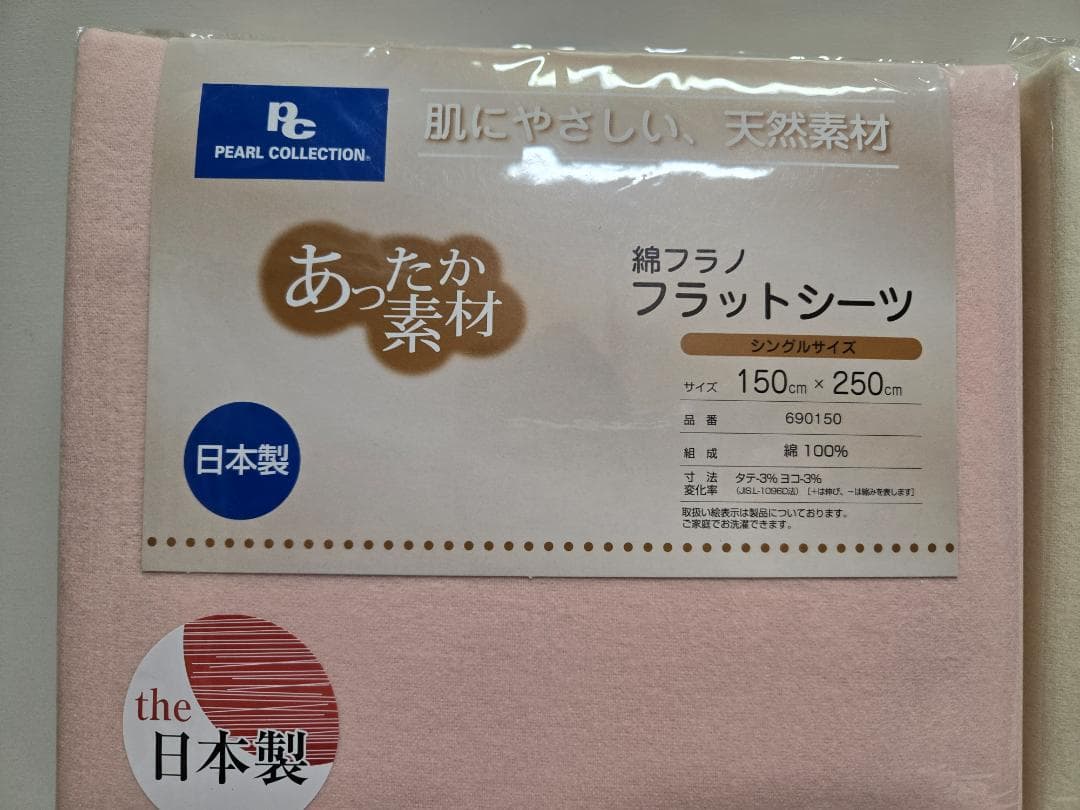 PC
PEARL COLLECTION®
肌にやさしい、天然素材
あったか
素材
綿フラノ
フラットシーツ
シングルサイズ
サイズ 150cm × 250cm
品番 690150
組成 綿100%
寸法変化率 タテ-3% ヨコ-3%
(JIS.L-1096D法) [+は伸び、-は縮みを表します]
取扱い絵表示は製品についております。
ご家庭でお洗濯できます。
日本製
the
日本製